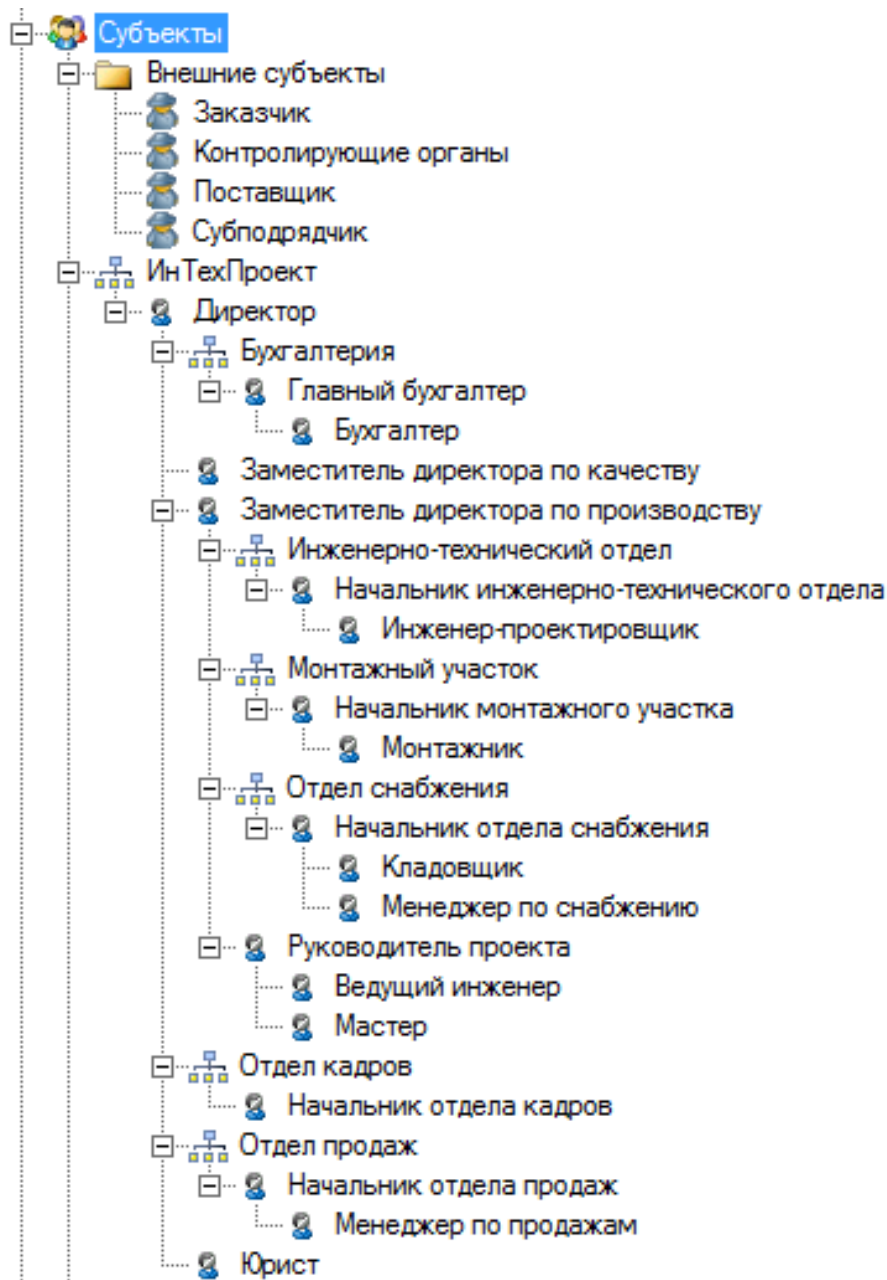 Субъекты
Внешние субъекты
Заказчик
Контролирующие органы
Поставщик
Субподрядчик
ИнТехПроект
Директор
Бухгалтерия
Главный бухгалтер
Бухгалтер
Заместитель директора по качеству
Заместитель директора по производству
Инженерно-технический отдел
Начальник инженерно-технического отдела
Инженер-проектировщик
Монтажный участок
Начальник монтажного участка
Монтажник
Отдел снабжения
Начальник отдела снабжения
Кладовщик
Менеджер по снабжению
Руководитель проекта
Ведущий инженер
Мастер
Отдел кадров
Начальник отдела кадров
Отдел продаж
Начальник отдела продаж
Менеджер по продажам
Юрист